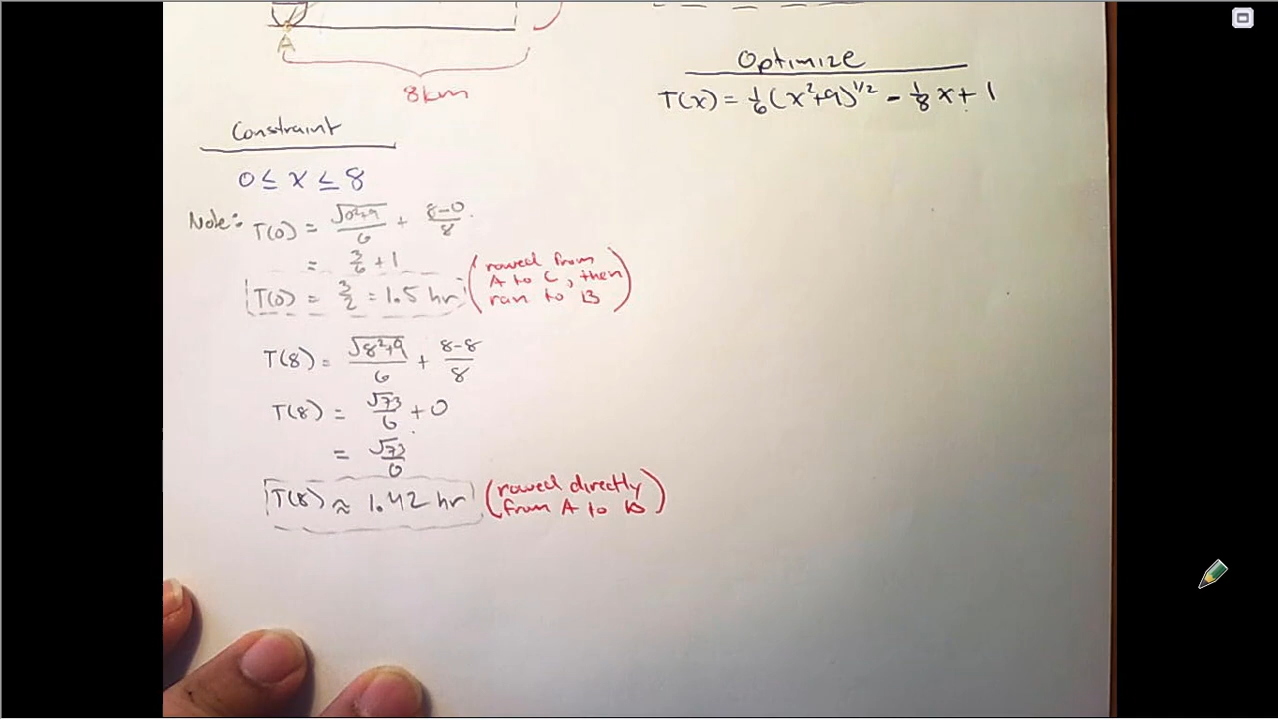 A
8km
Constraint
0 ≤ x ≤ 8
Note: T(0) = √0²+9/6 + 8-0/8
= 3/6 + 1
T(0) = 3/2 = 1.5 hr (rowed from
A to C, then
ran to B)
T(8) = √8²+9/6 + 8-8/8
T(8) = √73/6 + 0
= √73/6
T(8) ≈ 1.42 hr (rowed directly
from A to B)
Optimize
T(x) = 1/6 (x²+9)^1/2 - 1/8 x + 1